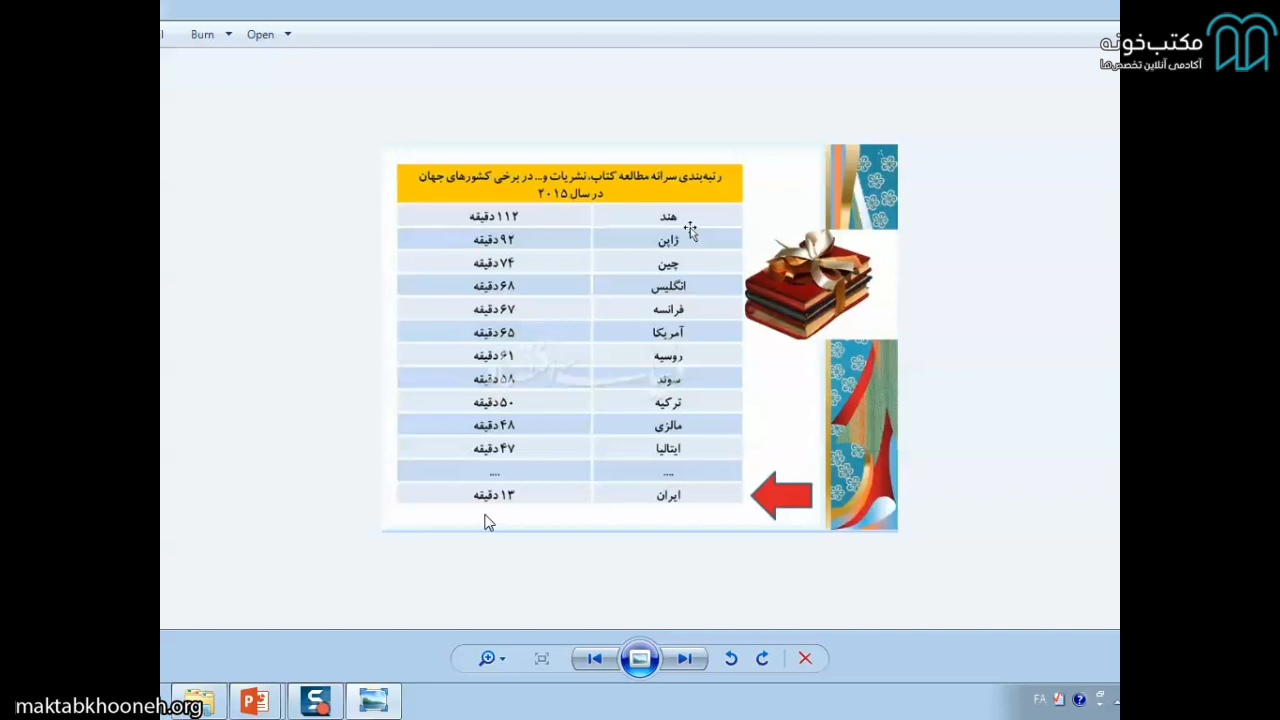 Burn
Open
مکتب‌خونه
آکادمی آنلاین تخصص‌ها
رتبه‌بندی سرانه مطالعه کتاب، نشریات و... در برخی کشورهای جهان
در سال ۲۰۱۵
هند ۱۱۲ دقیقه
ژاپن ۹۲ دقیقه
چین ۷۴ دقیقه
انگلیس ۶۸ دقیقه
فرانسه ۶۷ دقیقه
آمریکا ۶۵ دقیقه
روسیه ۶۱ دقیقه
سوئد ۵۸ دقیقه
ترکیه ۵۰ دقیقه
مالزی ۴۸ دقیقه
ایتالیا ۴۷ دقیقه
.... ....
ایران ۱۳ دقیقه
FA
maktabkhooneh.org